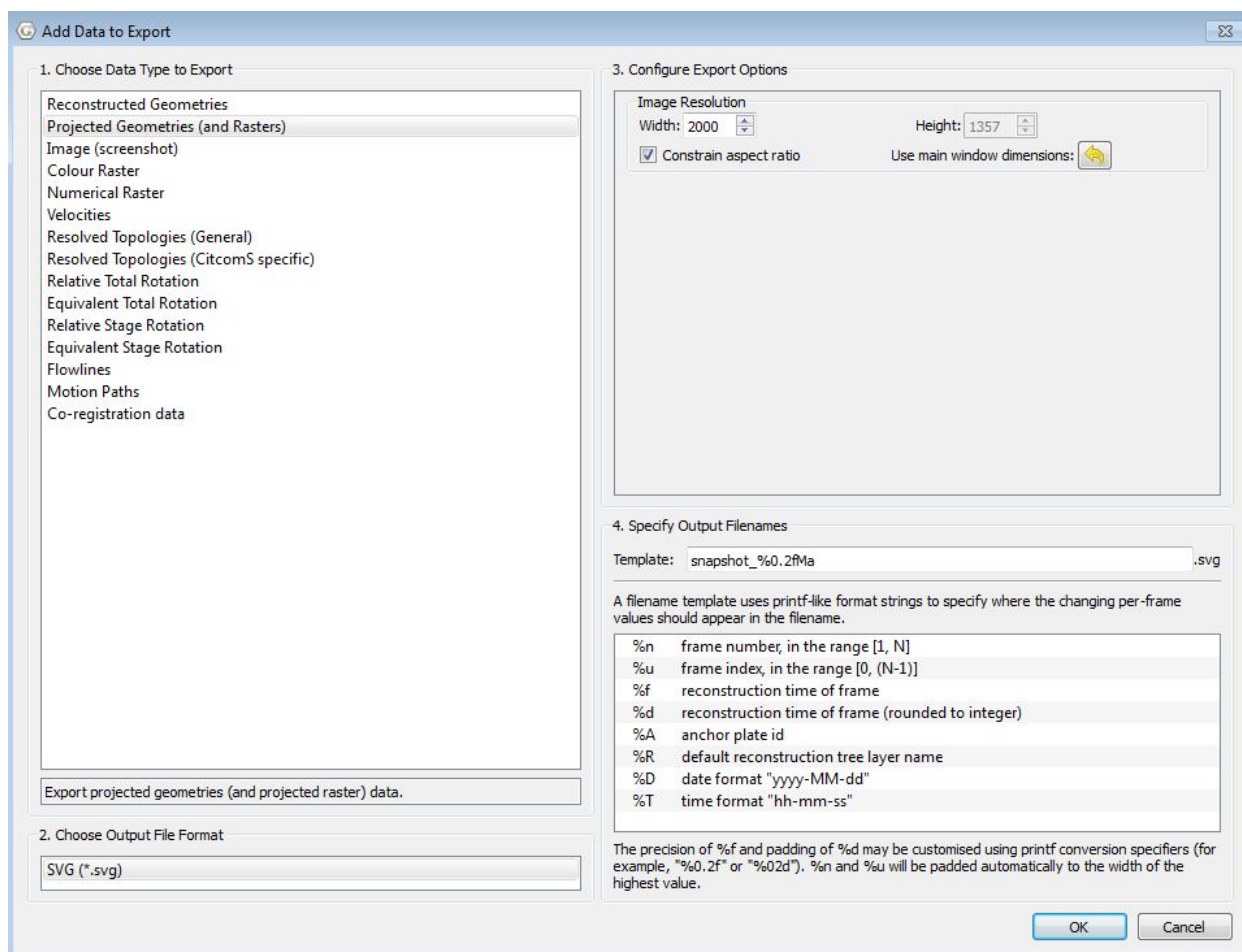 Add Data to Export
1. Choose Data Type to Export
Reconstructed Geometries
Projected Geometries (and Rasters)
Image (screenshot)
Colour Raster
Numerical Raster
Velocities
Resolved Topologies (General)
Resolved Topologies (CitcomS specific)
Relative Total Rotation
Equivalent Total Rotation
Relative Stage Rotation
Equivalent Stage Rotation
Flowlines
Motion Paths
Co-registration data
Export projected geometries (and projected raster) data.
2. Choose Output File Format
SVG (*.svg)
3. Configure Export Options
Image Resolution
Width: 2000 Height: 1357
Constrain aspect ratio Use main window dimensions:
4. Specify Output Filenames
Template: snapshot_%0.2fMa .svg
A filename template uses printf-like format strings to specify where the changing per-frame
values should appear in the filename.
%n frame number, in the range [1, N]
%u frame index, in the range [0, (N-1)]
%f reconstruction time of frame
%d reconstruction time of frame (rounded to integer)
%A anchor plate id
%R default reconstruction tree layer name
%D date format "yyyy-MM-dd"
%T time format "hh-mm-ss"
The precision of %f and padding of %d may be customised using printf conversion specifiers (for
example, "%0.2f" or "%02d"). %n and %u will be padded automatically to the width of the
highest value.
OK Cancel